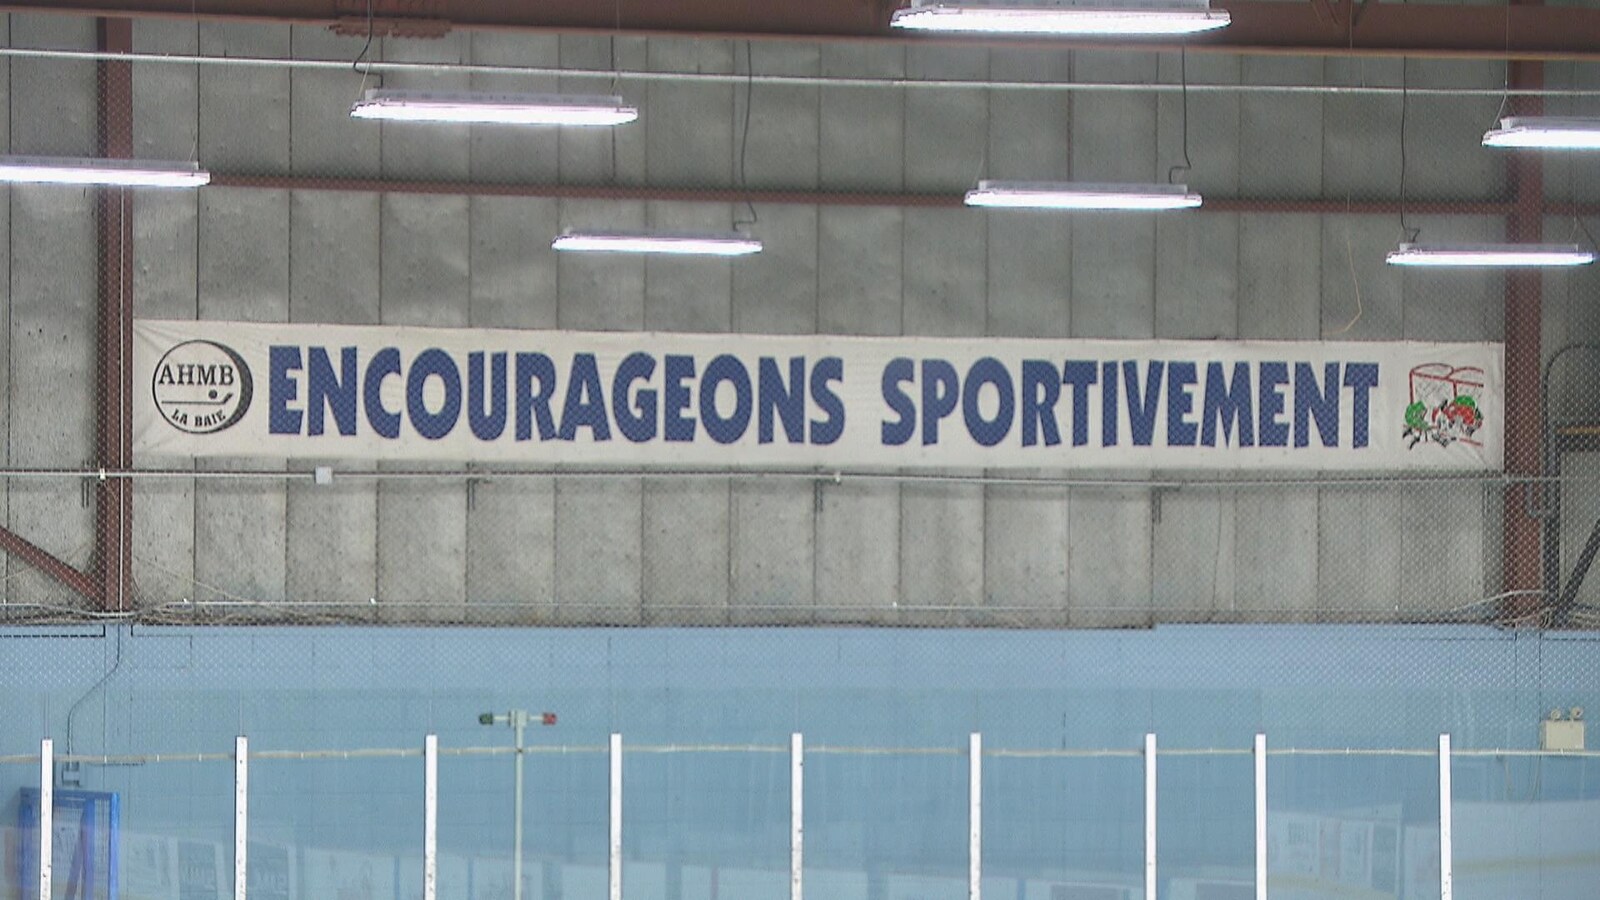 AHMB
LA BAIE
ENCOURAGEONS SPORTIVEMENT